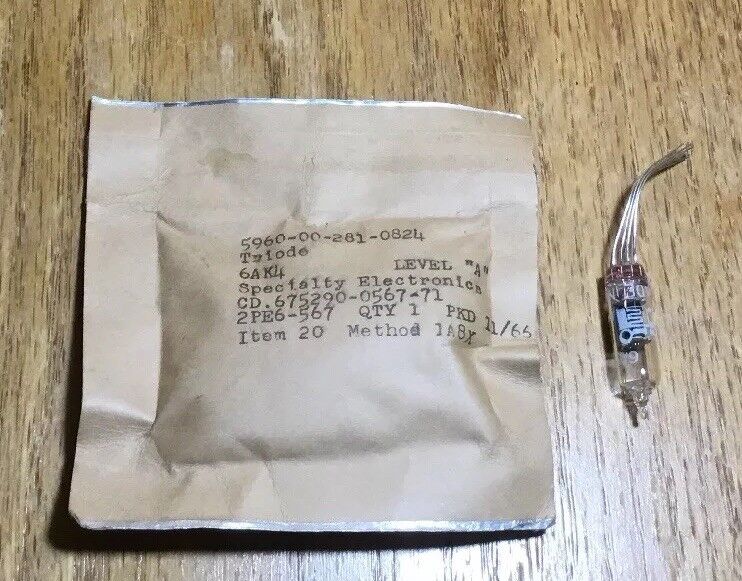 5960-00-281-0824
Triode
6AK4 LEVEL "A"
Specialty Electronics
CD.675290-0567-71
2PE6-567 QTY 1 PKD 11/66
Item 20 Method 1A8X